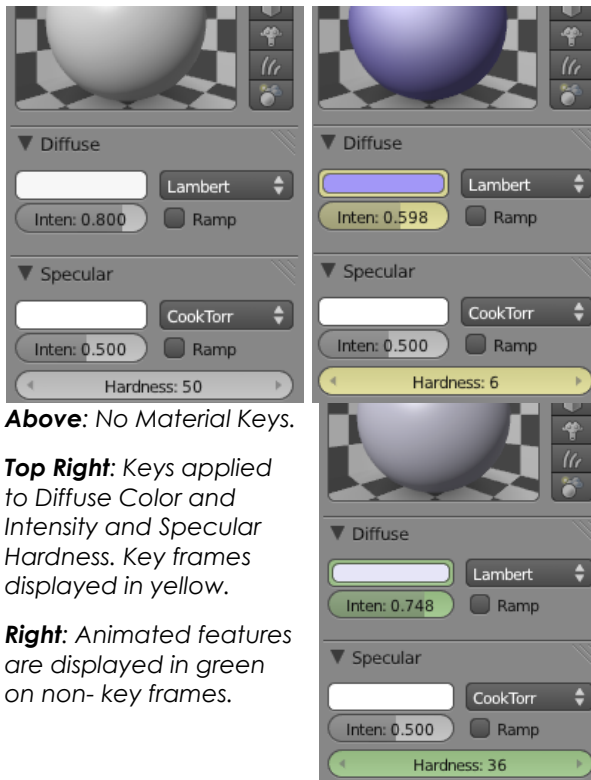 Diffuse
Lambert
Inten: 0.800
Ramp
Specular
CookTorr
Inten: 0.500
Ramp
Hardness: 50
Diffuse
Lambert
Inten: 0.598
Ramp
Specular
CookTorr
Inten: 0.500
Ramp
Hardness: 6
Above: No Material Keys.
Top Right: Keys applied
to Diffuse Color and
Intensity and Specular
Hardness. Key frames
displayed in yellow.
Right: Animated features
are displayed in green
on non- key frames.
Diffuse
Lambert
Inten: 0.748
Ramp
Specular
CookTorr
Inten: 0.500
Ramp
Hardness: 36